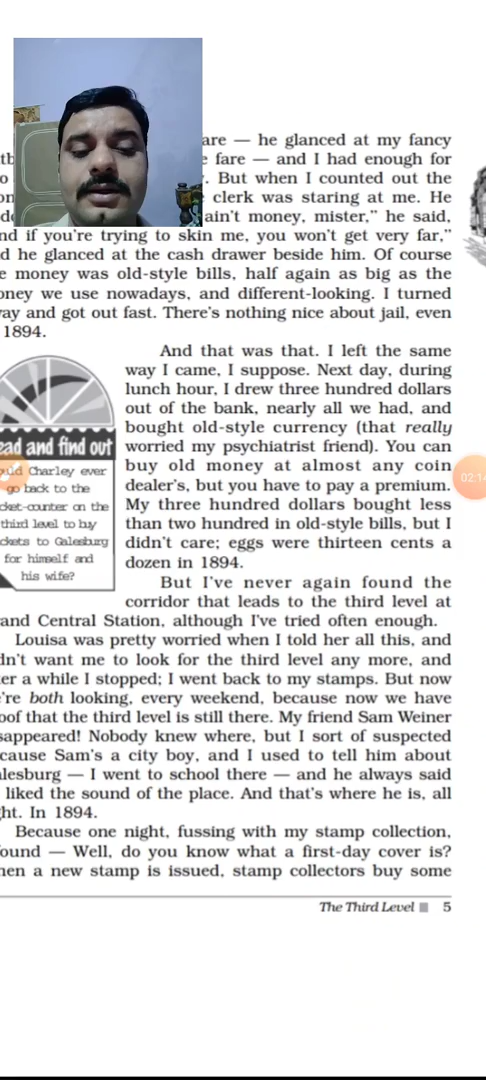 are — he glanced at my fancy
fare — and I had enough for
But when I counted out the
clerk was staring at me. He
ain't money, mister," he said,
if you're trying to skin me, you won't get very far,"
he glanced at the cash drawer beside him. Of course
money was old-style bills, half again as big as the
we use nowadays, and different-looking. I turned
and got out fast. There's nothing nice about jail, even
1894.
And that was that. I left the same
way I came, I suppose. Next day, during
lunch hour, I drew three hundred dollars
out of the bank, nearly all we had, and
bought old-style currency (that really
worried my psychiatrist friend). You can
buy old money at almost any coin
dealer's, but you have to pay a premium.
My three hundred dollars bought less
than two hundred in old-style bills, but I
didn't care; eggs were thirteen cents a
dozen in 1894.
ead and find out
Charley ever
go back to the
cket-counter on the
third level to buy
ckets to Galesburg
for himself and
his wife?
But I've never again found the
corridor that leads to the third level at
and Central Station, although I've tried often enough.
Louisa was pretty worried when I told her all this, and
dn't want me to look for the third level any more, and
er a while I stopped; I went back to my stamps. But now
're both looking, every weekend, because now we have
oof that the third level is still there. My friend Sam Weiner
sappeared! Nobody knew where, but I sort of suspected
cause Sam's a city boy, and I used to tell him about
alesburg — I went to school there — and he always said
liked the sound of the place. And that's where he is, all
ght. In 1894.
Because one night, fussing with my stamp collection,
ound — Well, do you know what a first-day cover is?
hen a new stamp is issued, stamp collectors buy some
The Third Level 5
02:14